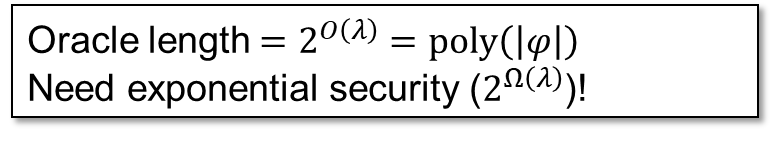 Oracle length = 2^{O(λ)} = poly(|φ|)
Need exponential security (2^{Ω(λ)})!